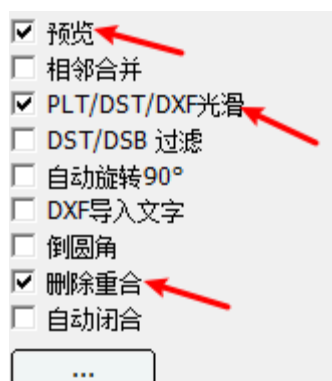 预览
相邻合并
PLT/DST/DXF光滑
DST/DSB 过滤
自动旋转90°
DXF导入文字
倒圆角
删除重合
自动闭合
...